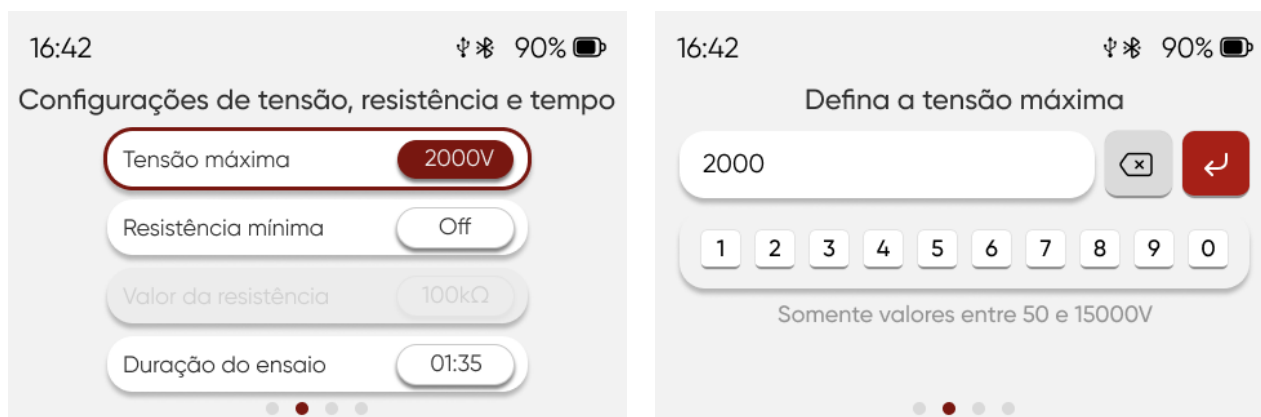 16:42 90%
Configurações de tensão, resistência e tempo
Tensão máxima 2000V
Resistência mínima Off
Valor da resistência 100kΩ
Duração do ensaio 01:35
16:42 90%
Defina a tensão máxima
2000
1 2 3 4 5 6 7 8 9 0
Somente valores entre 50 e 15000V